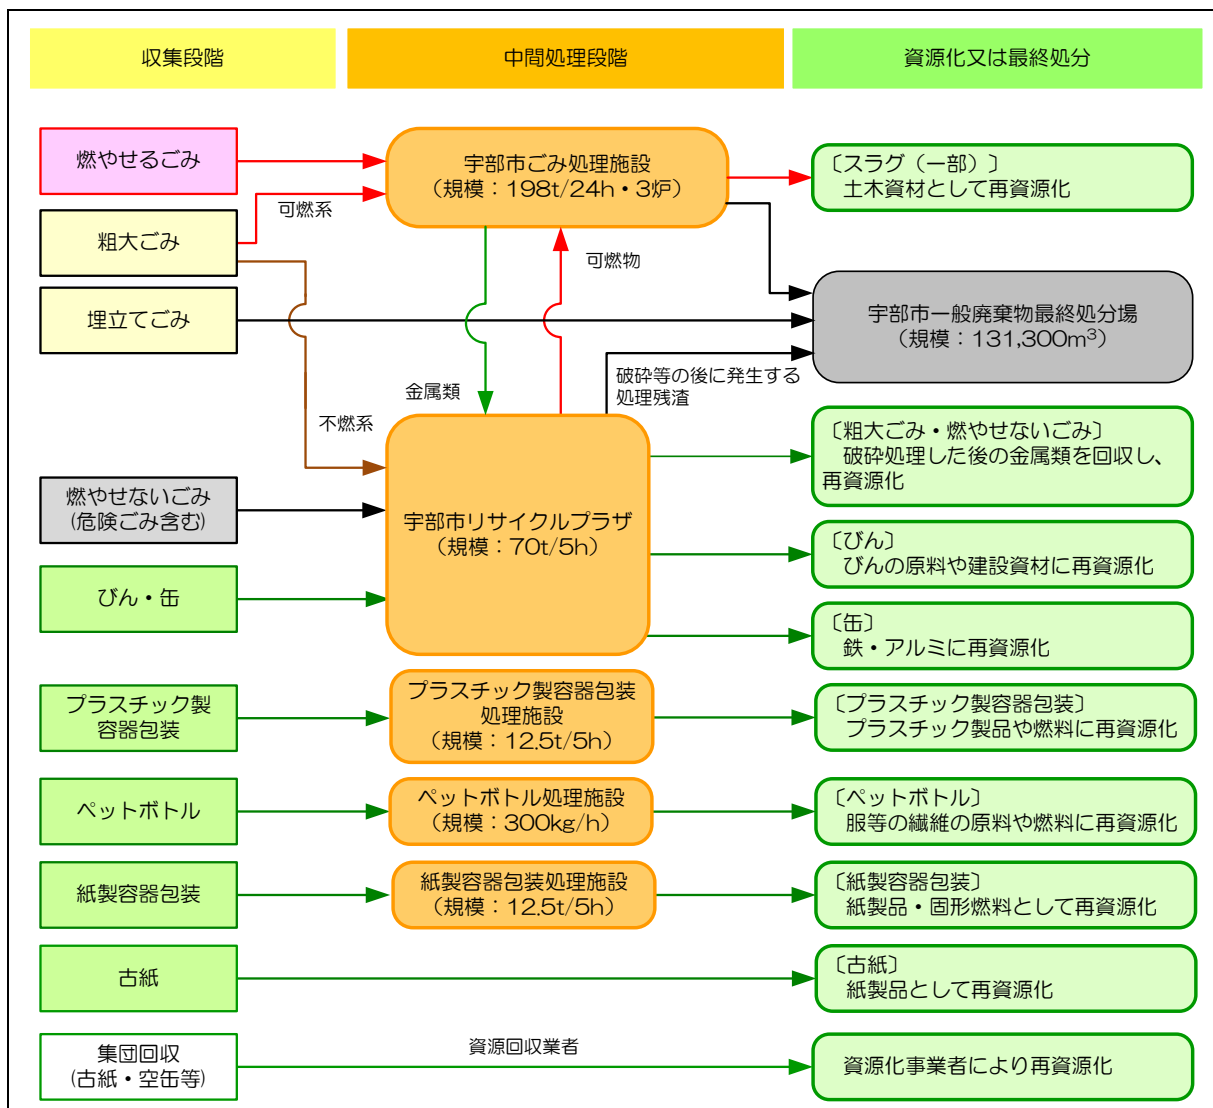 収集段階
中間処理段階
資源化又は最終処分
燃やせるごみ
宇部市ごみ処理施設
（規模：198t/24h・3炉）
〔スラグ（一部）〕
土木資材として再資源化
可燃系
粗大ごみ
可燃物
埋立てごみ
宇部市一般廃棄物最終処分場
（規模：131,300m³）
破砕等の後に発生する
処理残渣
金属類
不燃系
〔粗大ごみ・燃やせないごみ〕
破砕処理した後の金属類を回収し、
再資源化
燃やせないごみ
(危険ごみ含む)
宇部市リサイクルプラザ
（規模：70t/5h）
〔びん〕
びんの原料や建設資材に再資源化
びん・缶
〔缶〕
鉄・アルミに再資源化
プラスチック製
容器包装
プラスチック製容器包装
処理施設
（規模：12.5t/5h）
〔プラスチック製容器包装〕
プラスチック製品や燃料に再資源化
ペットボトル
ペットボトル処理施設
（規模：300kg/h）
〔ペットボトル〕
服等の繊維の原料や燃料に再資源化
紙製容器包装
紙製容器包装処理施設
（規模：12.5t/5h）
〔紙製容器包装〕
紙製品・固形燃料として再資源化
古紙
〔古紙〕
紙製品として再資源化
集団回収
(古紙・空缶等)
資源回収業者
資源化事業者により再資源化